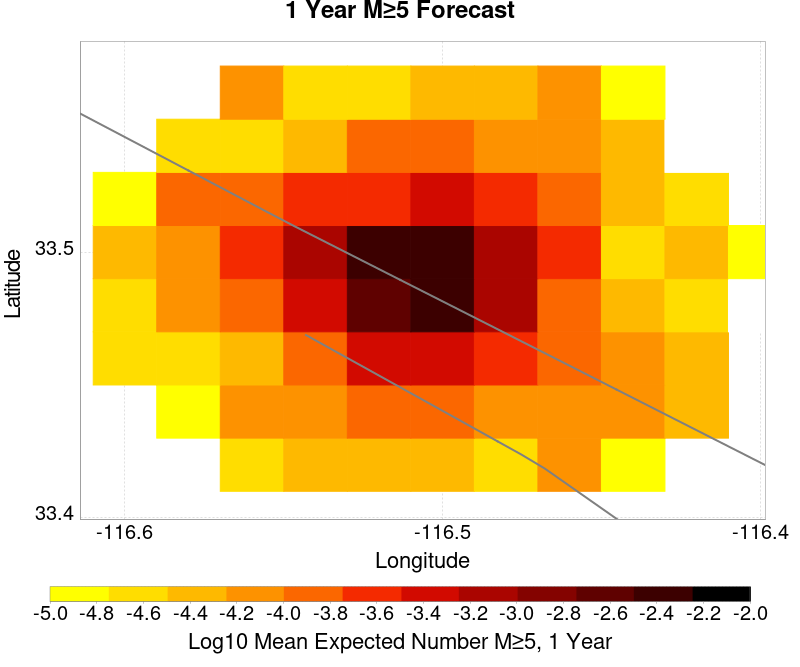 1 Year M≥5 Forecast
Latitude
33.5
33.4
-116.6 -116.5 -116.4
Longitude
-5.0 -4.8 -4.6 -4.4 -4.2 -4.0 -3.8 -3.6 -3.4 -3.2 -3.0 -2.8 -2.6 -2.4 -2.2 -2.0
Log10 Mean Expected Number M≥5, 1 Year